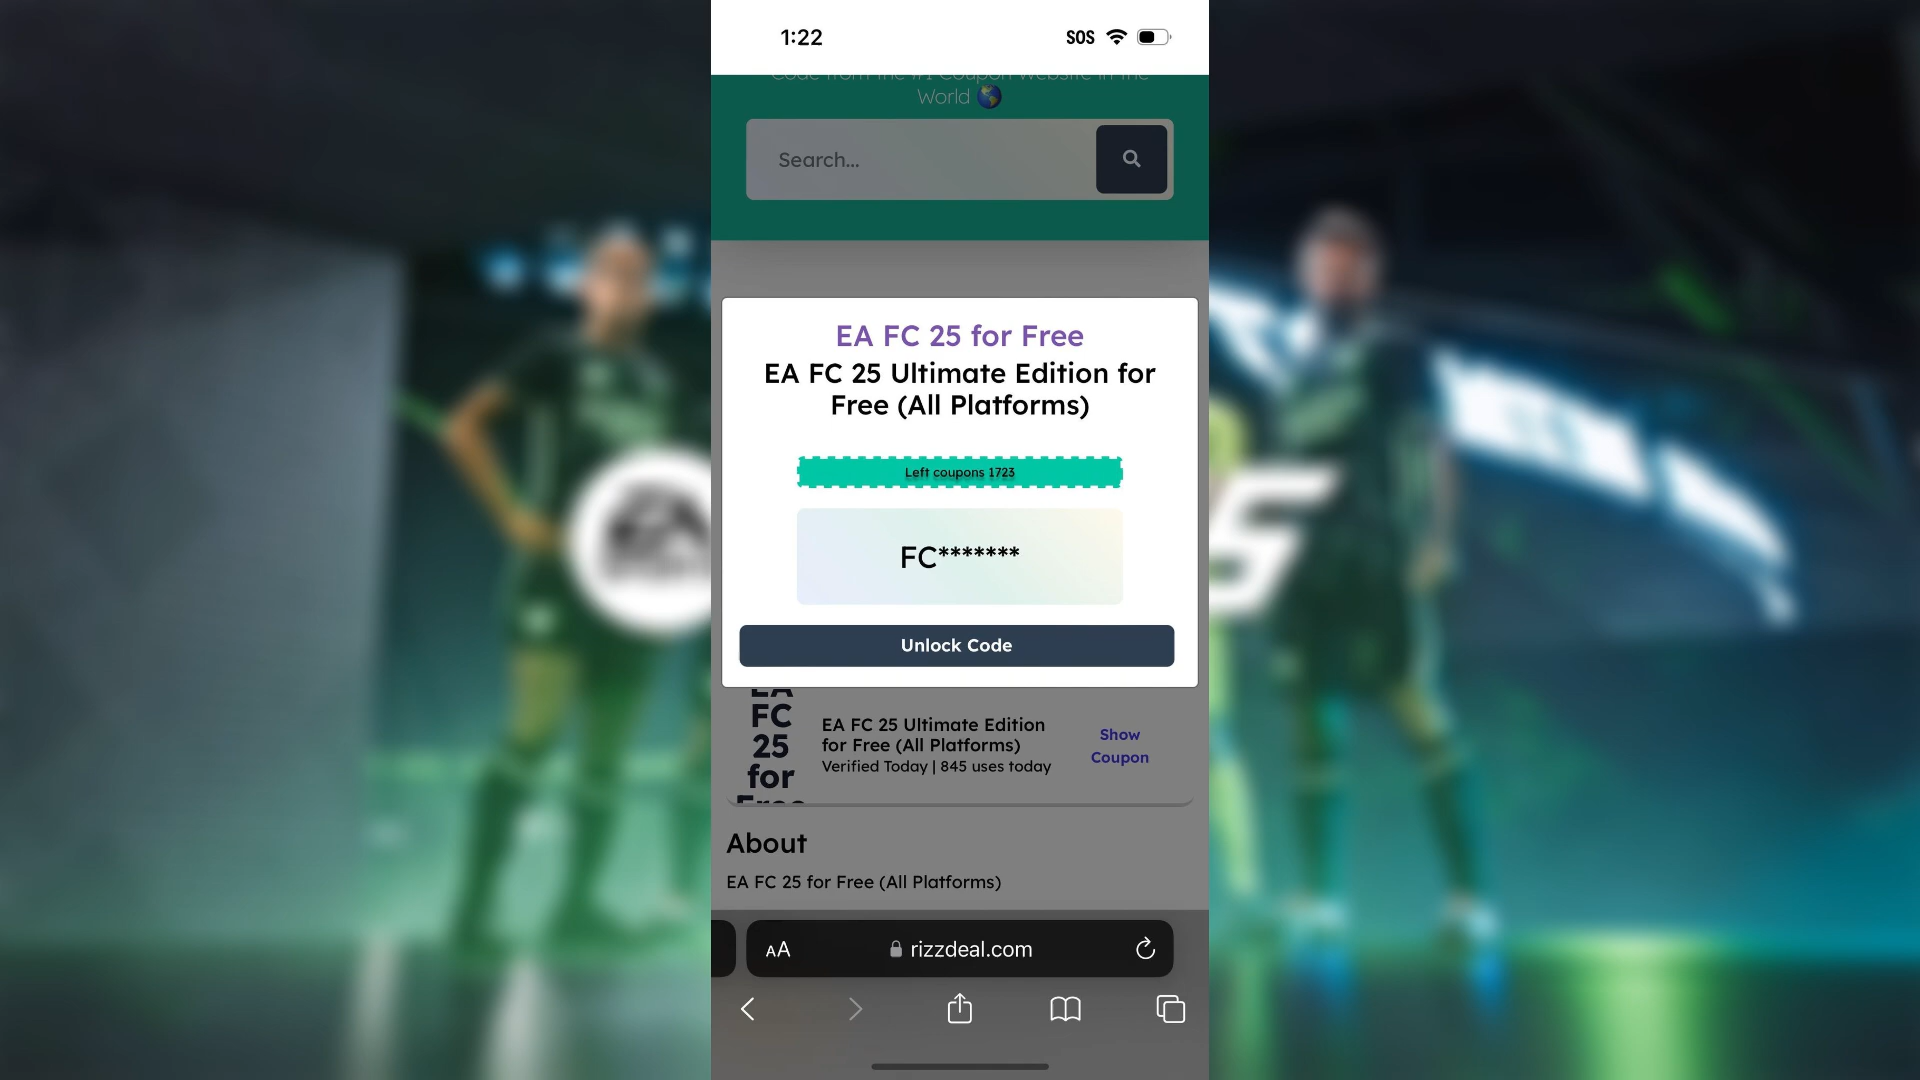 1:22
SOS
Code from the #1 Coupon Website in the
World
Search...
EA FC 25 for Free
EA FC 25 Ultimate Edition for
Free (All Platforms)
Left coupons 1723
FC*******
Unlock Code
EA
FC
25
for
Free
EA FC 25 Ultimate Edition
for Free (All Platforms)
Verified Today | 845 uses today
Show
Coupon
About
EA FC 25 for Free (All Platforms)
AA
rizzdeal.com
EA
5